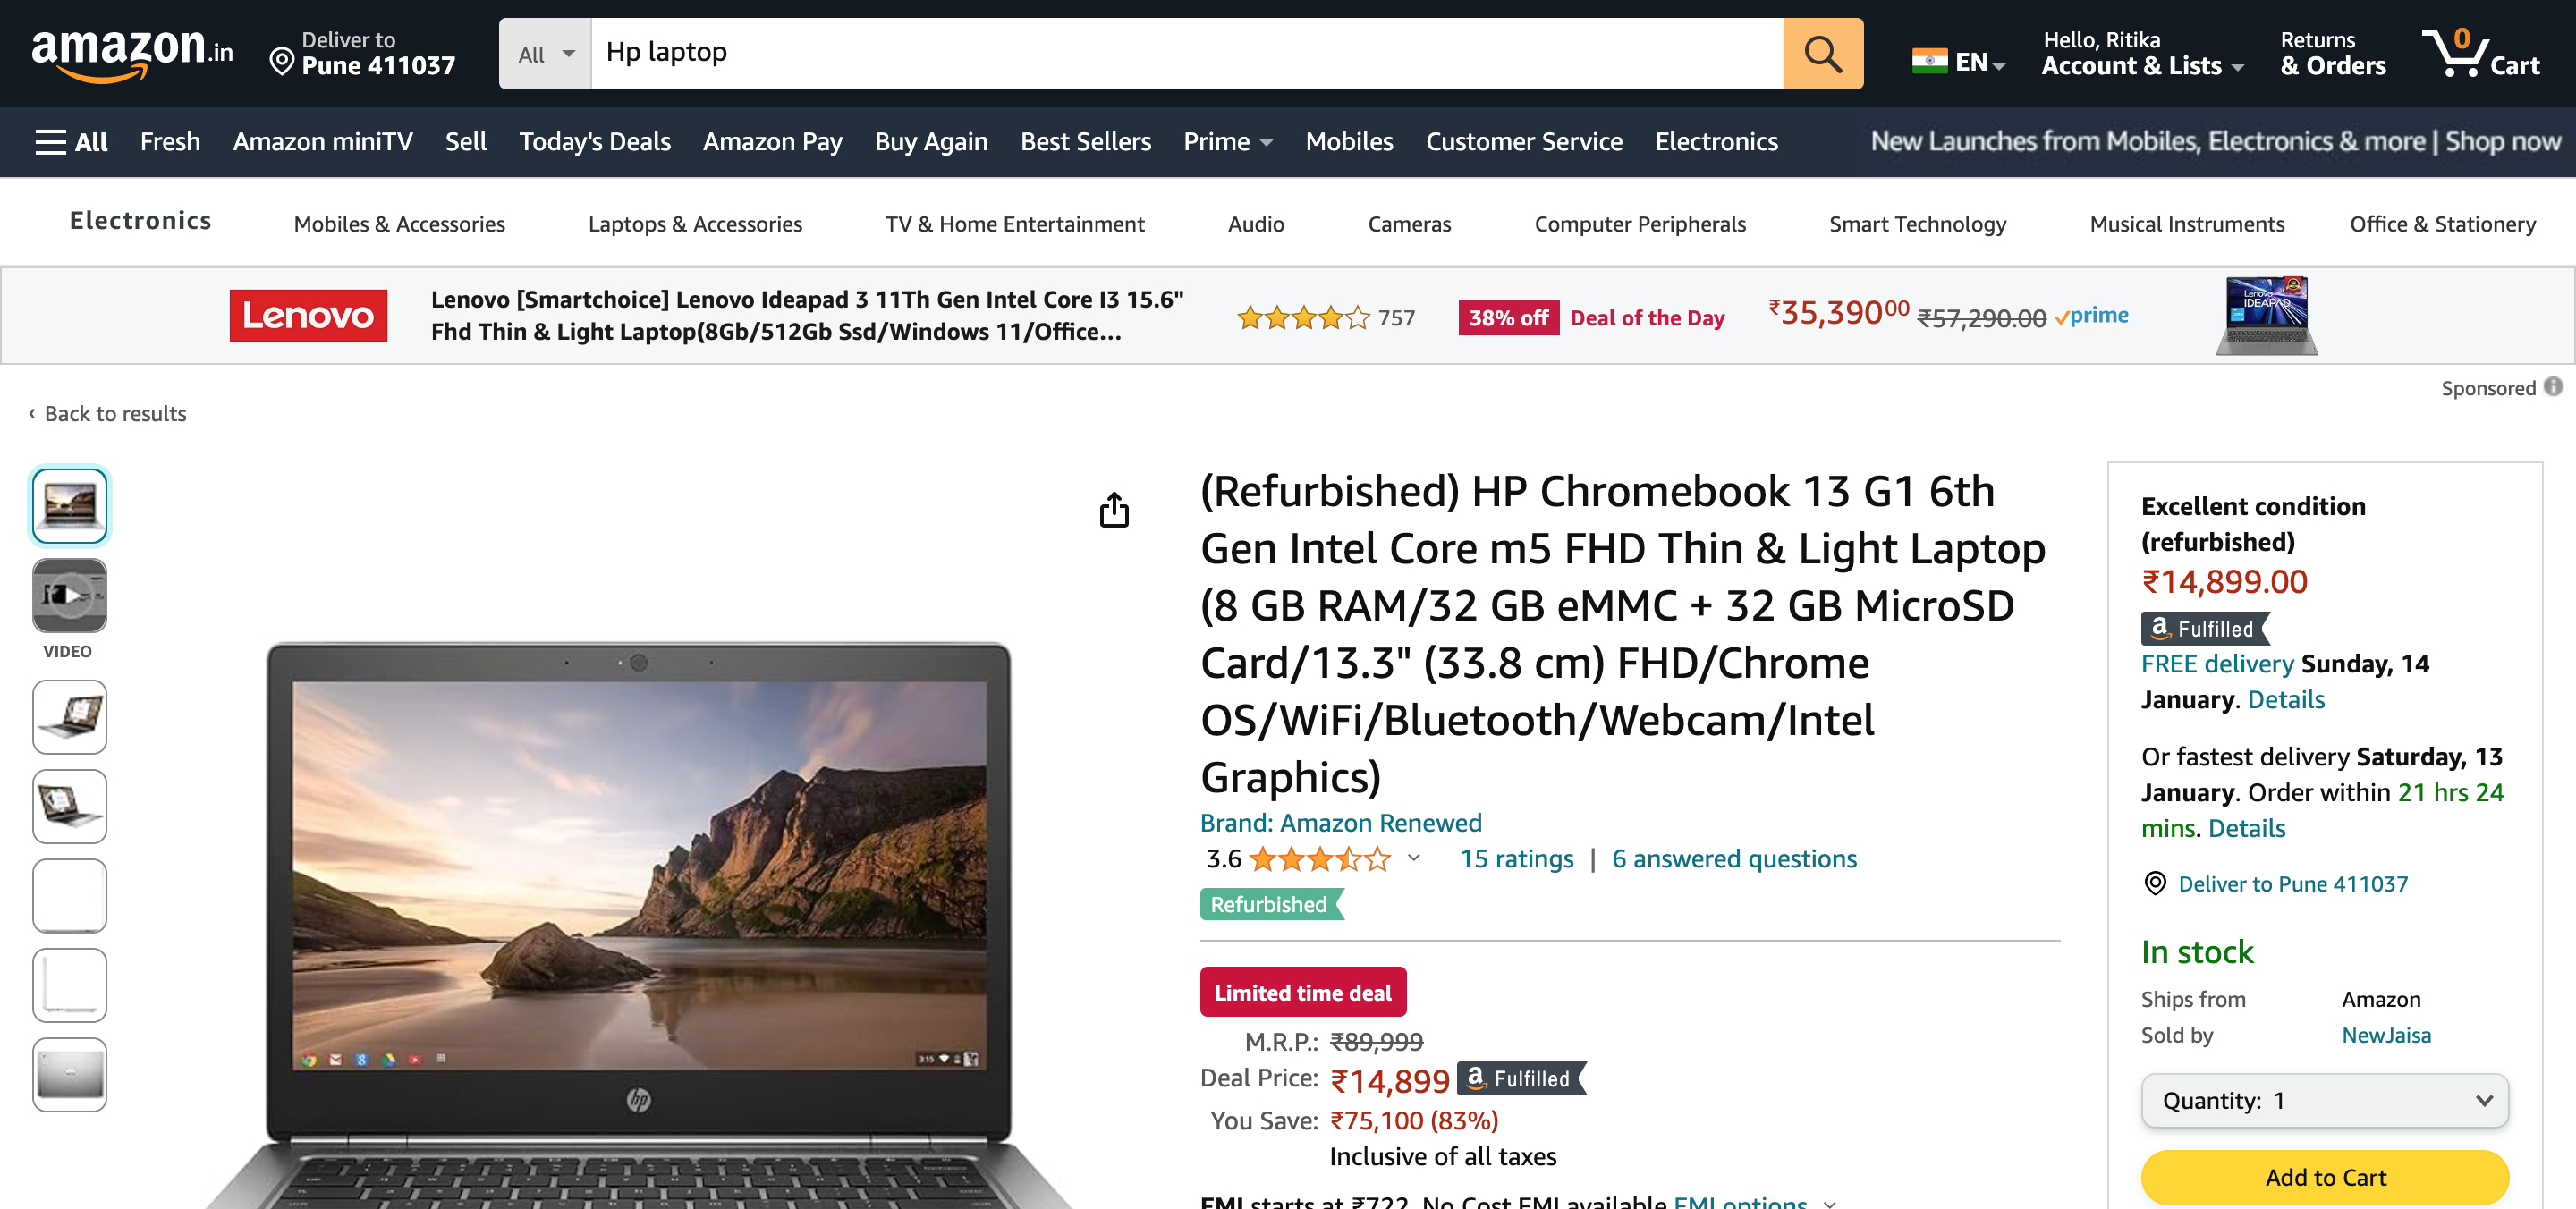 amazon.in
Deliver to
Pune 411037
All
Hp laptop
EN
Hello, Ritika
Account & Lists
Returns
& Orders
0
Cart
All
Fresh
Amazon miniTV
Sell
Today's Deals
Amazon Pay
Buy Again
Best Sellers
Prime
Mobiles
Customer Service
Electronics
New Launches from Mobiles, Electronics & more | Shop now
Electronics
Mobiles & Accessories
Laptops & Accessories
TV & Home Entertainment
Audio
Cameras
Computer Peripherals
Smart Technology
Musical Instruments
Office & Stationery
Lenovo
Lenovo [Smartchoice] Lenovo Ideapad 3 11Th Gen Intel Core I3 15.6"
Fhd Thin & Light Laptop(8Gb/512Gb Ssd/Windows 11/Office...
757
38% off
Deal of the Day
₹35,39000
₹57,290.00
prime
Lenovo
IDEAPAD
Sponsored
‹ Back to results
VIDEO
3:15
hp
(Refurbished) HP Chromebook 13 G1 6th
Gen Intel Core m5 FHD Thin & Light Laptop
(8 GB RAM/32 GB eMMC + 32 GB MicroSD
Card/13.3" (33.8 cm) FHD/Chrome
OS/WiFi/Bluetooth/Webcam/Intel
Graphics)
Brand: Amazon Renewed
3.6
15 ratings | 6 answered questions
Refurbished
Limited time deal
M.R.P.: ₹89,999
Deal Price: ₹14,899 a Fulfilled
You Save: ₹75,100 (83%)
Inclusive of all taxes
EMI starts at ₹722. No Cost EMI available EMI options
Excellent condition
(refurbished)
₹14,899.00
a Fulfilled
FREE delivery Sunday, 14
January. Details
Or fastest delivery Saturday, 13
January. Order within 21 hrs 24
mins. Details
Deliver to Pune 411037
In stock
Ships from Amazon
Sold by NewJaisa
Quantity: 1
Add to Cart